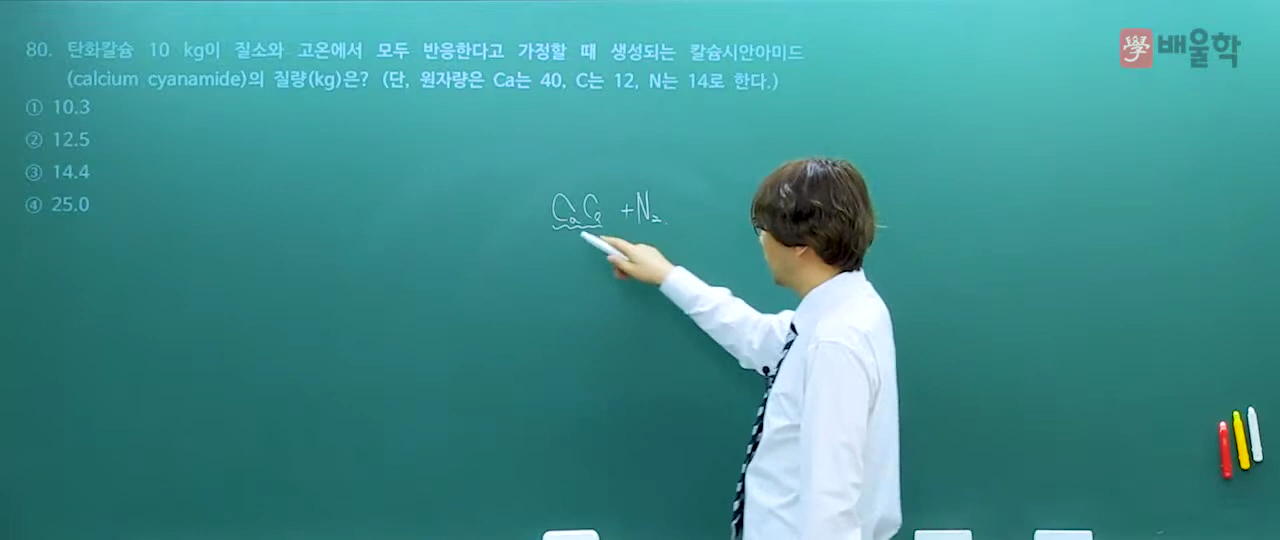 80. 탄화칼슘 10 kg이 질소와 고온에서 모두 반응한다고 가정할 때 생성되는 칼슘시안아미드
(calcium cyanamide)의 질량(kg)은? (단, 원자량은 Ca는 40, C는 12, N는 14로 한다.)
① 10.3
② 12.5
③ 14.4
④ 25.0
學 배울학
CaC₂ + N₂